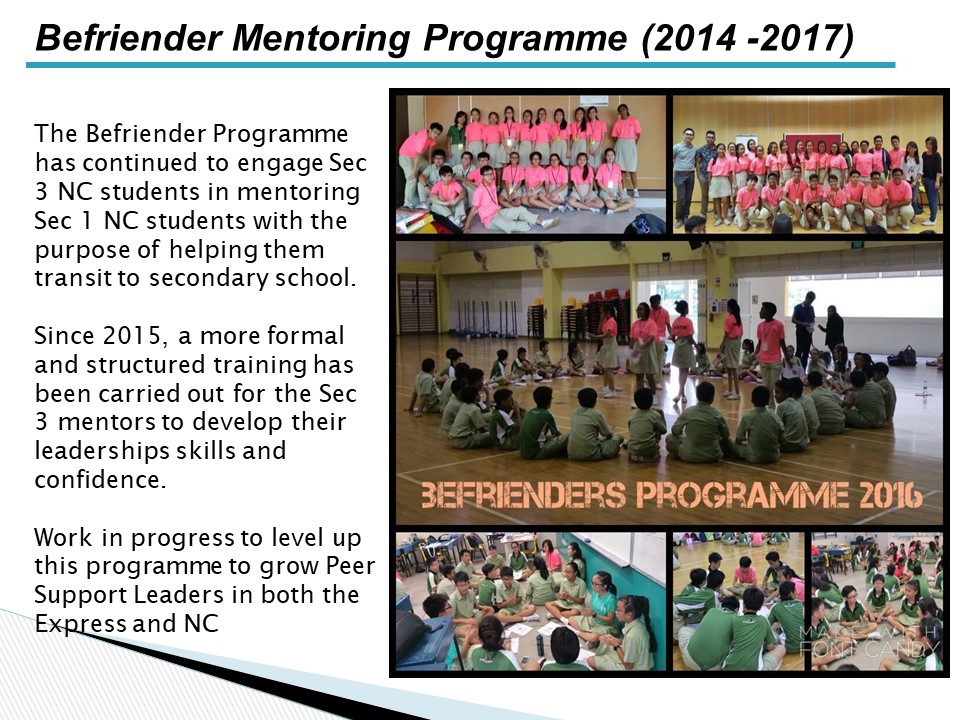 Befriender Mentoring Programme (2014 -2017)
The Befriender Programme
has continued to engage Sec
3 NC students in mentoring
Sec 1 NC students with the
purpose of helping them
transit to secondary school.
Since 2015, a more formal
and structured training has
been carried out for the Sec
3 mentors to develop their
leaderships skills and
confidence.
Work in progress to level up
this programme to grow Peer
Support Leaders in both the
Express and NC
BEFRIENDERS PROGRAMME 2016
MADE WITH
FONT CANDY